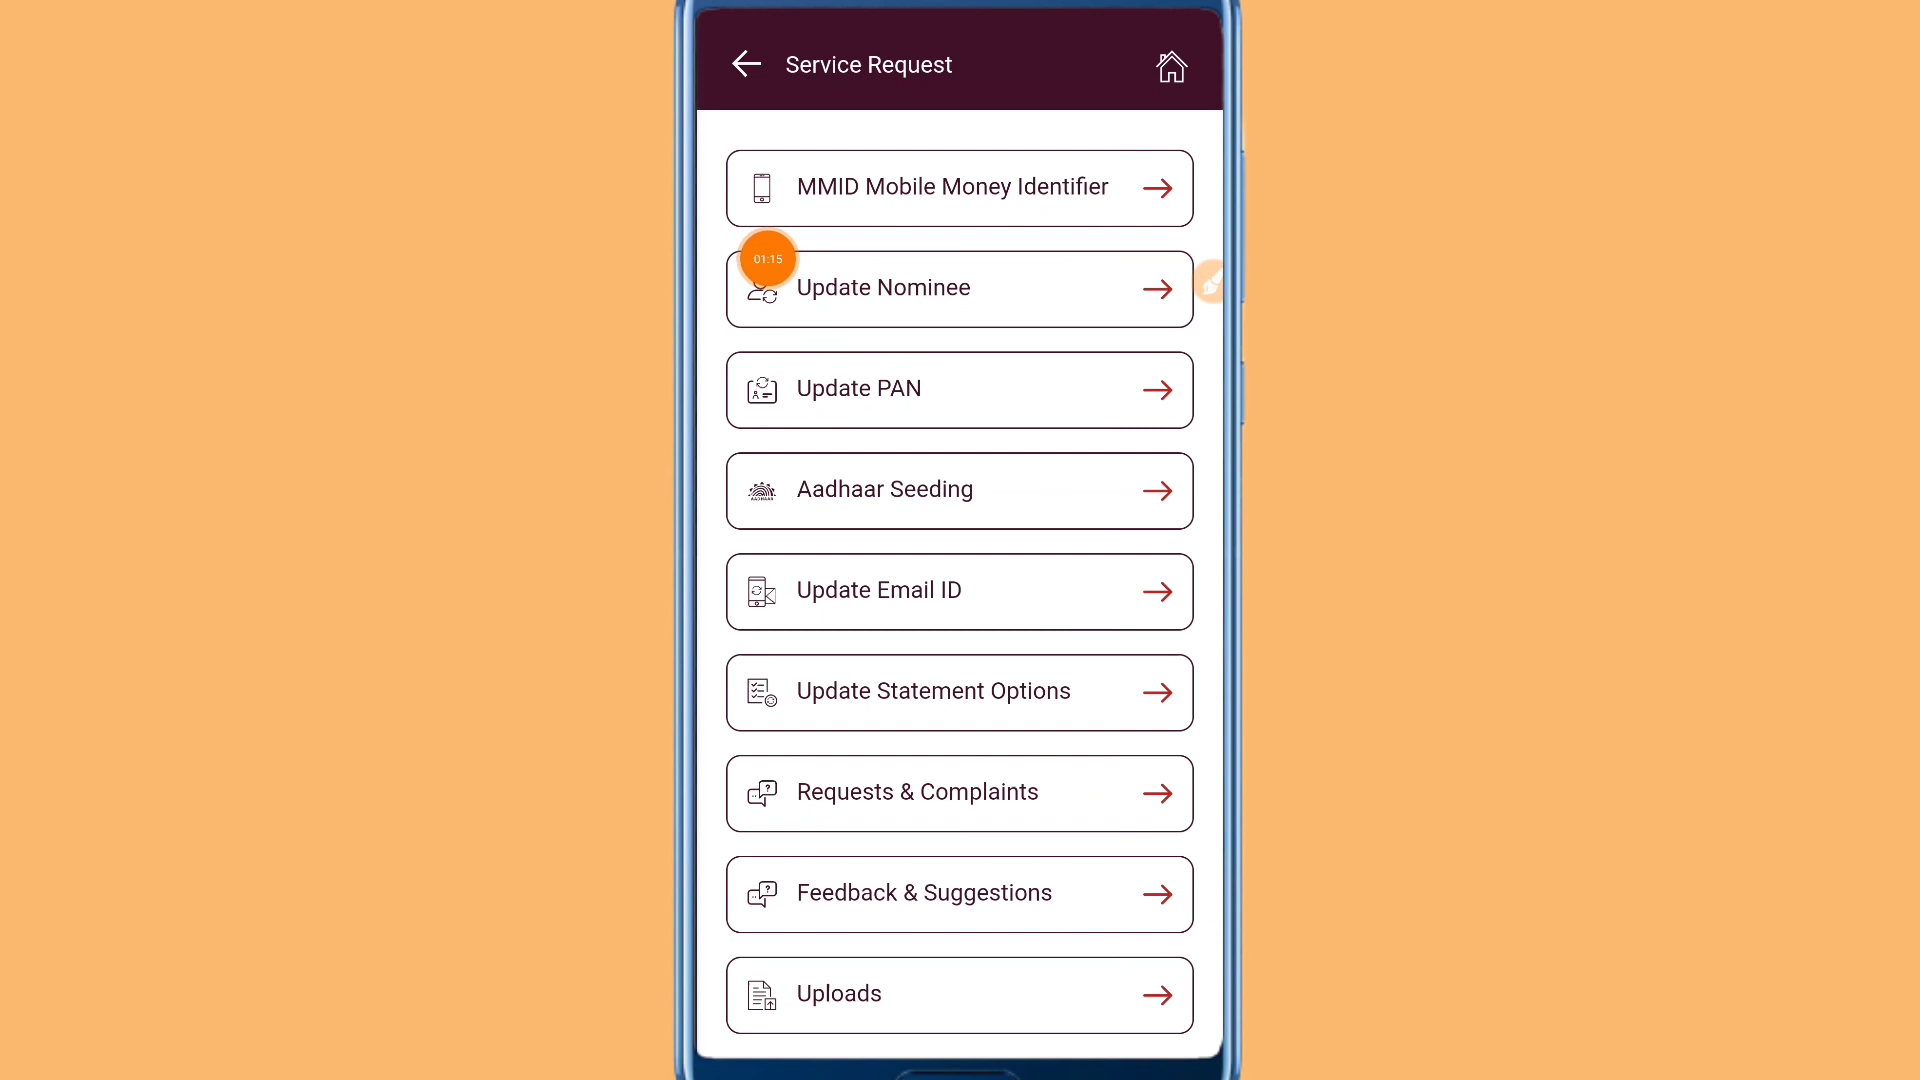 Service Request
MMID Mobile Money Identifier
01:15
Update Nominee
Update PAN
AADHAAR
Aadhaar Seeding
Update Email ID
Update Statement Options
Requests & Complaints
Feedback & Suggestions
Uploads